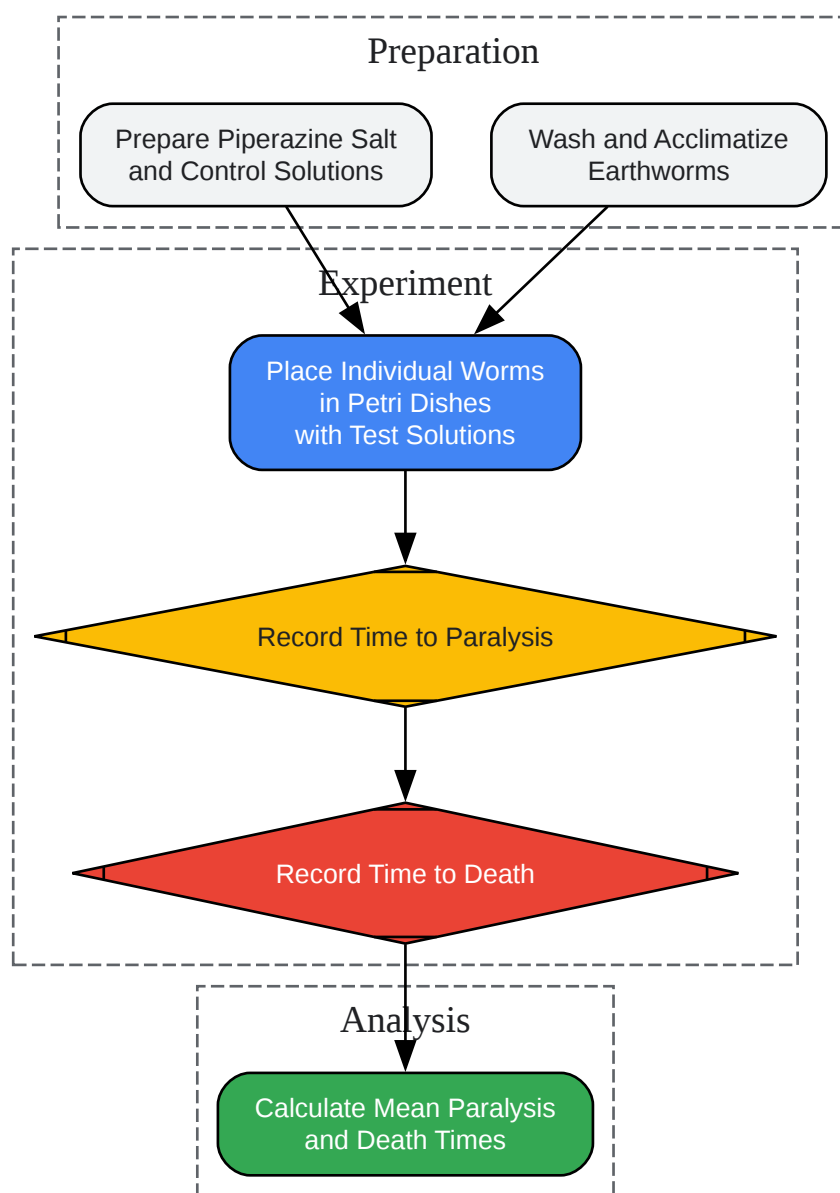 Preparation
Prepare Piperazine Salt
and Control Solutions
Wash and Acclimatize
Earthworms
Experiment
Place Individual Worms
in Petri Dishes
with Test Solutions
Record Time to Paralysis
Record Time to Death
Analysis
Calculate Mean Paralysis
and Death Times